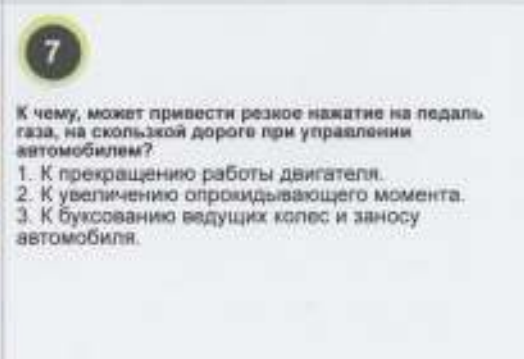 7
К чему, может привести резкое нажатие на педаль
газа, на скользкой дороге при управлении
автомобилем?
1. К прекращению работы двигателя.
2. К увеличению опрокидывающего момента.
3. К буксованию ведущих колес и заносу
автомобиля.